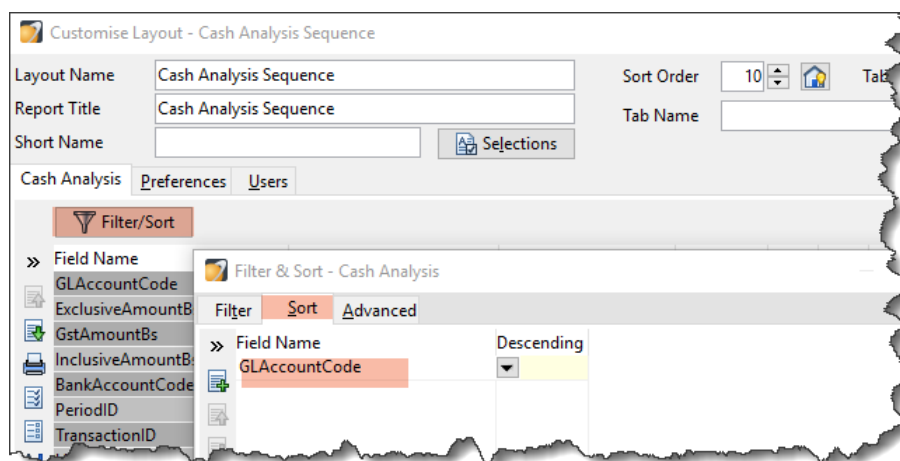 Customise Layout - Cash Analysis Sequence
Layout Name Cash Analysis Sequence Sort Order 10
Report Title Cash Analysis Sequence Tab Name
Short Name Selections
Cash Analysis Preferences Users
Filter/Sort
Field Name
GLAccountCode
ExclusiveAmountB
GstAmountBs
InclusiveAmountB
BankAccountCode
PeriodID
TransactionID
Filter & Sort - Cash Analysis
Filter Sort Advanced
Field Name Descending
GLAccountCode